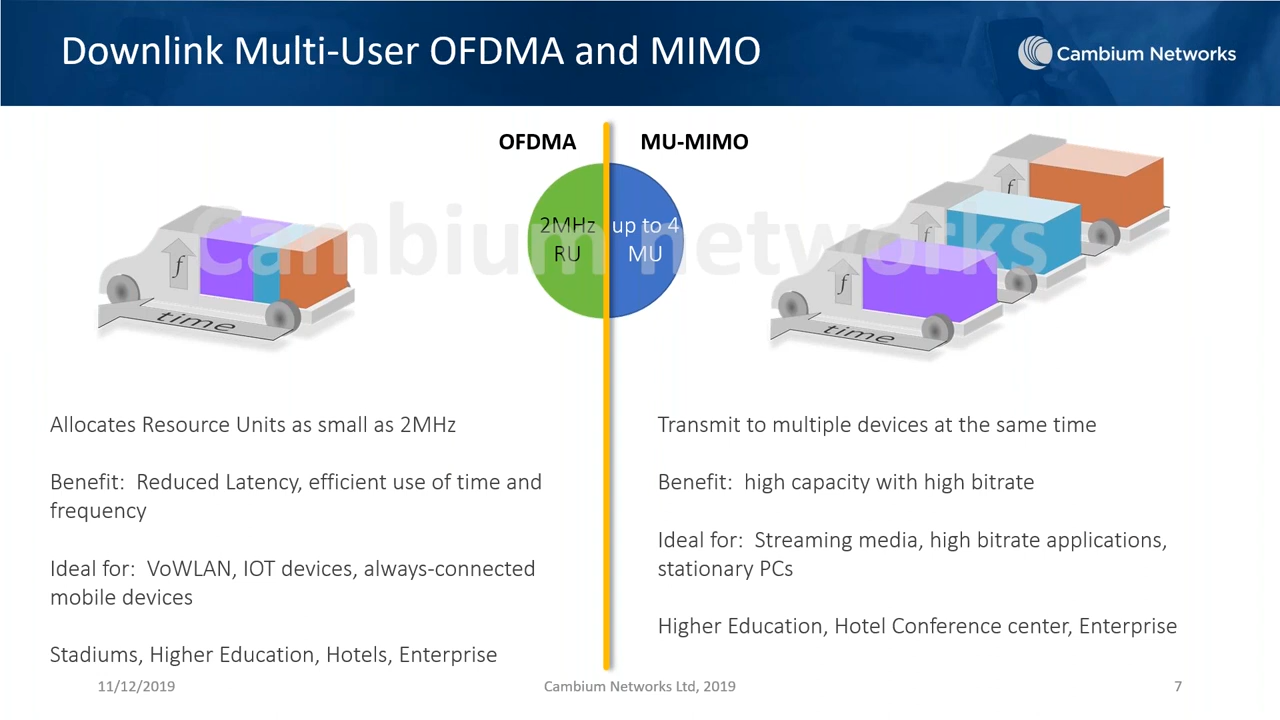 Downlink Multi-User OFDMA and MIMO
Cambium Networks
OFDMA
MU-MIMO
2MHz
RU
up to 4
MU
Cambium networks
f
time
f
f
f
time
Allocates Resource Units as small as 2MHz
Benefit: Reduced Latency, efficient use of time and
frequency
Ideal for: VoWLAN, IOT devices, always-connected
mobile devices
Stadiums, Higher Education, Hotels, Enterprise
Transmit to multiple devices at the same time
Benefit: high capacity with high bitrate
Ideal for: Streaming media, high bitrate applications,
stationary PCs
Higher Education, Hotel Conference center, Enterprise
11/12/2019
Cambium Networks Ltd, 2019
7